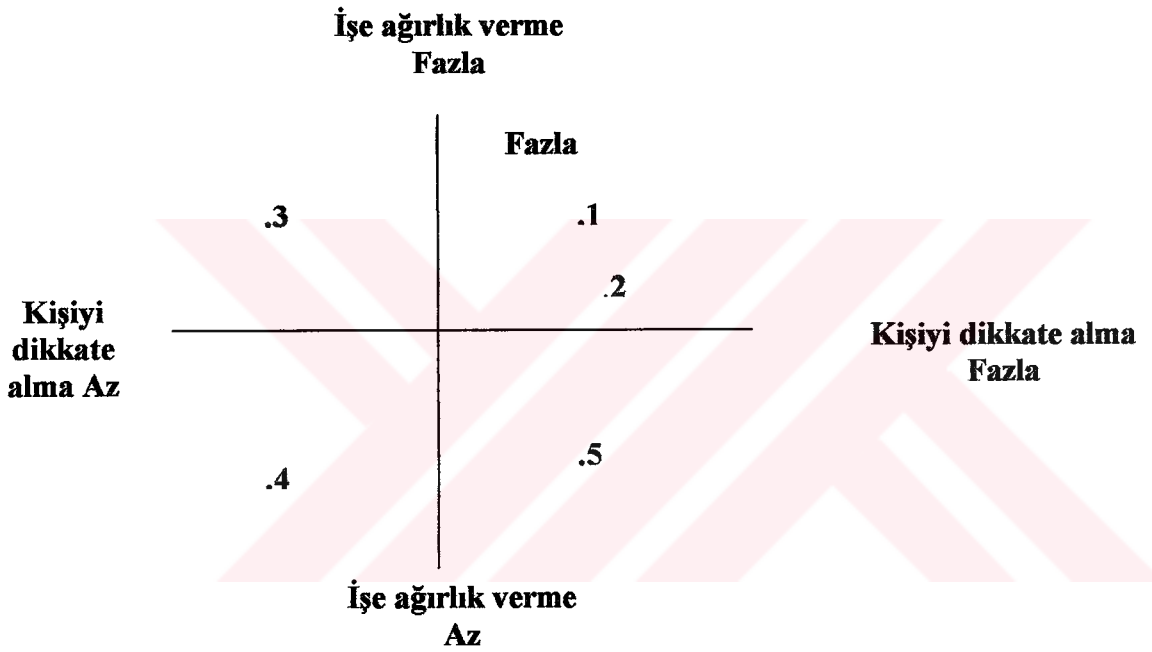 İşe ağırlık verme
Fazla
Fazla
.3
.1
.2
Kişiyi
dikkate
alma Az
Kişiyi dikkate alma
Fazla
.5
.4
İşe ağırlık verme
Az